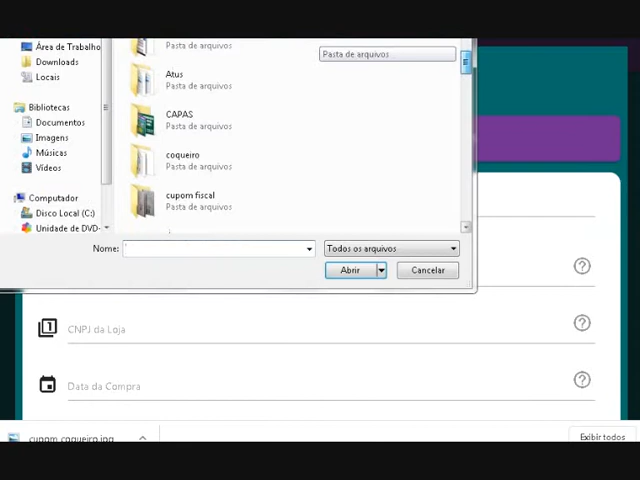 Área de Trabalho
Downloads
Locais
Bibliotecas
Documentos
Imagens
Músicas
Vídeos
Computador
Disco Local (C:)
Unidade de DVD-
Pasta de arquivos
Pasta de arquivos
Atus
Pasta de arquivos
CAPAS
Pasta de arquivos
coqueiro
Pasta de arquivos
cupom fiscal
Pasta de arquivos
Nome:
Todos os arquivos
Abrir
Cancelar
CNPJ da Loja
Data da Compra
cupom coqueiro.jpg
Exibir todos